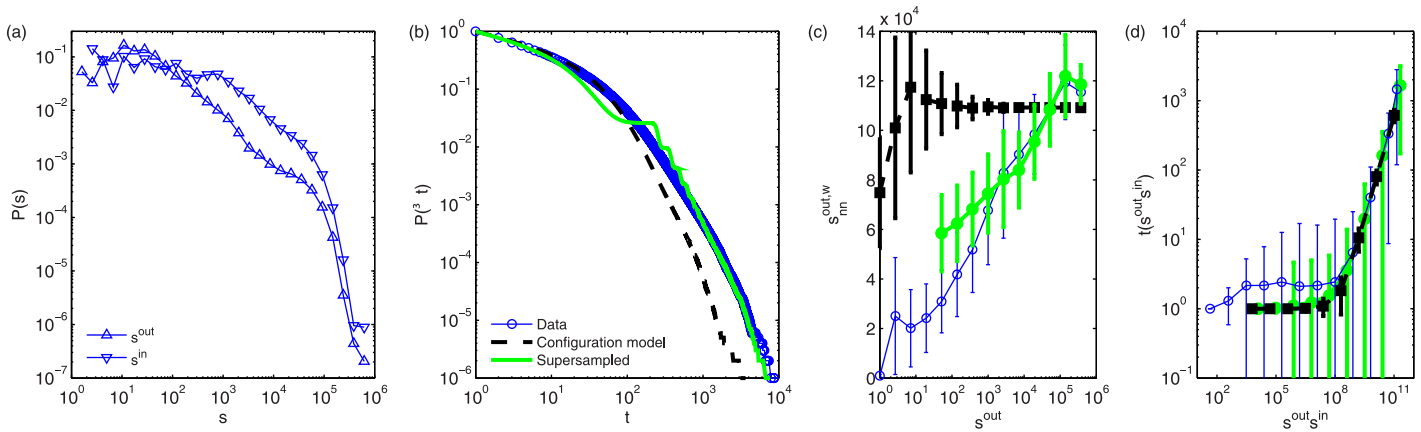 (a)
10^-1
10^-2
10^-3
10^-4
10^-5
10^-6
10^-7
P(s)
s^out
s^in
10^0 10^1 10^2 10^3 10^4 10^5 10^6
s
(b)
10^0
10^-1
10^-2
10^-3
10^-4
10^-5
10^-6
P(³ t)
Data
Configuration model
Supersampled
10^0 10^1 10^2 10^3 10^4
t
(c)
x 10^4
14
12
10
8
6
4
2
0
s_nn^out,w
10^0 10^1 10^2 10^3 10^4 10^5 10^6
s^out
(d)
10^4
10^3
10^2
10^1
10^0
10^-1
t(s^out s^in)
10^2 10^5 10^8 10^11
s^out s^in